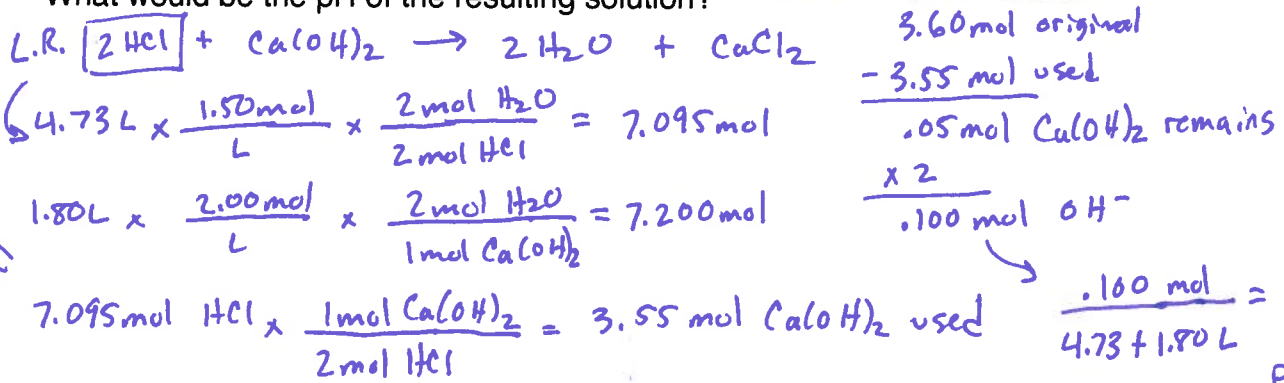 What would be the pH of the resulting solution?
L.R. 2 HCl + Ca(OH)2 → 2 H2O + CaCl2
4.73 L x 1.50 mol / L x 2 mol H2O / 2 mol HCl = 7.095 mol
1.80 L x 2.00 mol / L x 2 mol H2O / 1 mol Ca(OH)2 = 7.200 mol
7.095 mol HCl x 1 mol Ca(OH)2 / 2 mol HCl = 3.55 mol Ca(OH)2 used
3.60 mol original
- 3.55 mol used
.05 mol Ca(OH)2 remains
x 2
.100 mol OH-
.100 mol / 4.73 + 1.80 L =